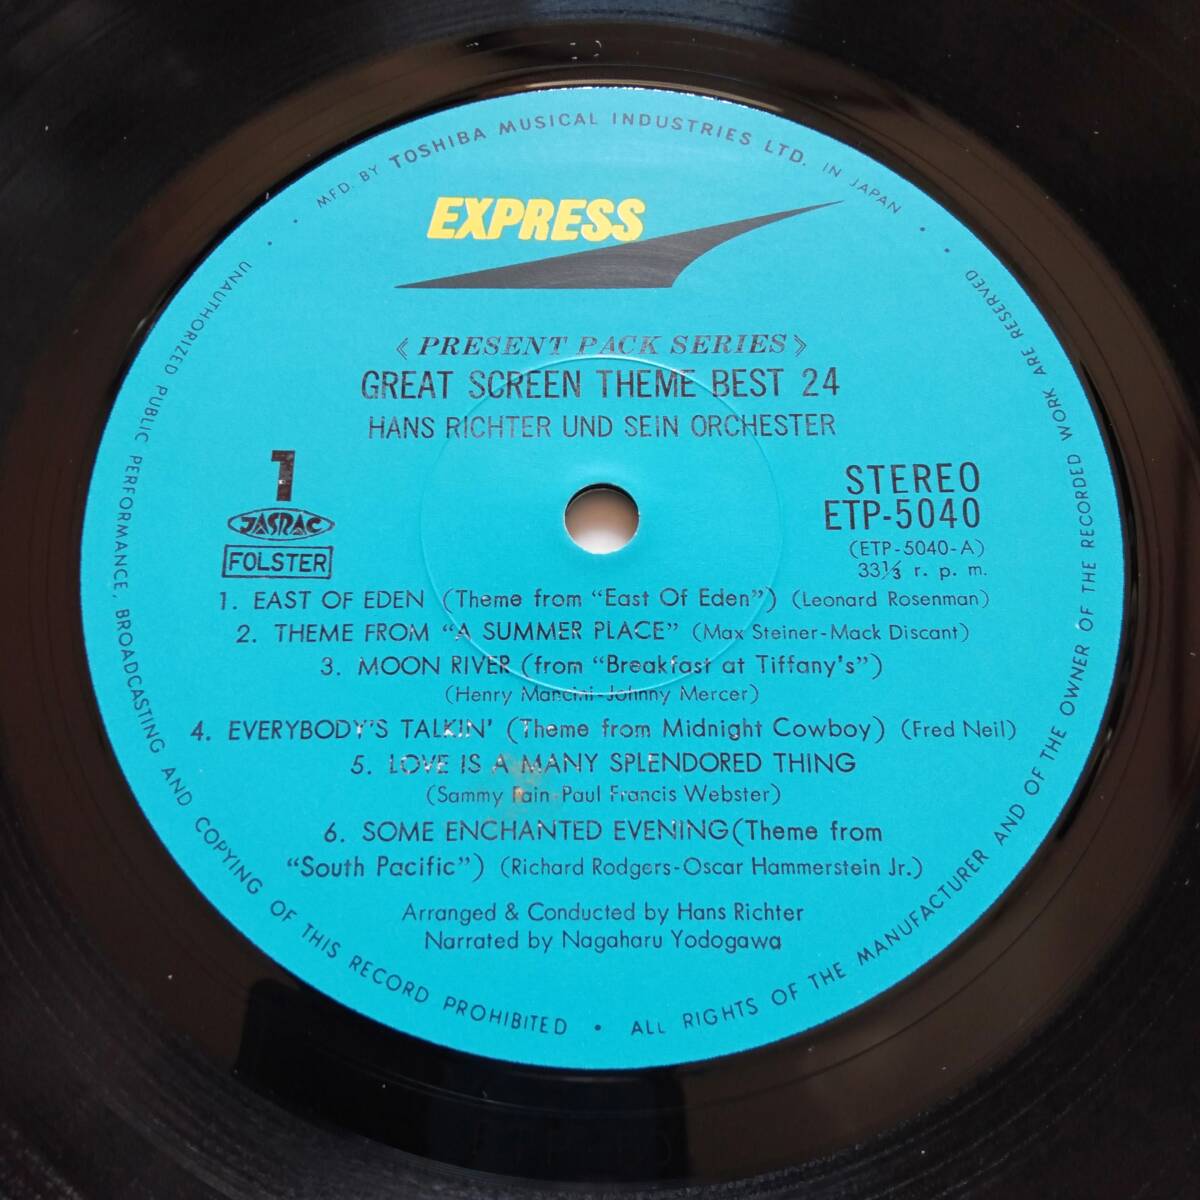 MFD. BY TOSHIBA MUSICAL INDUSTRIES LTD. IN JAPAN
EXPRESS
《PRESENT PACK SERIES》
GREAT SCREEN THEME BEST 24
HANS RICHTER UND SEIN ORCHESTER
1
JASRAC
FOLSTER
STEREO
ETP-5040
(ETP-5040-A)
33⅓ r. p. m.
1. EAST OF EDEN (Theme from “East Of Eden”) (Leonard Rosenman)
2. THEME FROM “A SUMMER PLACE” (Max Steiner-Mack Discant)
3. MOON RIVER (from “Breakfast at Tiffany's”)
(Henry Mancini-Johnny Mercer)
4. EVERYBODY'S TALKIN' (Theme from Midnight Cowboy) (Fred Neil)
5. LOVE IS A MANY SPLENDORED THING
(Sammy Fain-Paul Francis Webster)
6. SOME ENCHANTED EVENING(Theme from
“South Pacific”) (Richard Rodgers-Oscar Hammerstein Jr.)
Arranged & Conducted by Hans Richter
Narrated by Nagaharu Yodogawa
UNAUTHORIZED PUBLIC PERFORMANCE, BROADCASTING AND COPYING OF THIS RECORD PROHIBITED • ALL RIGHTS OF THE MANUFACTURER AND OF THE OWNER OF THE RECORDED WORK ARE RESERVED